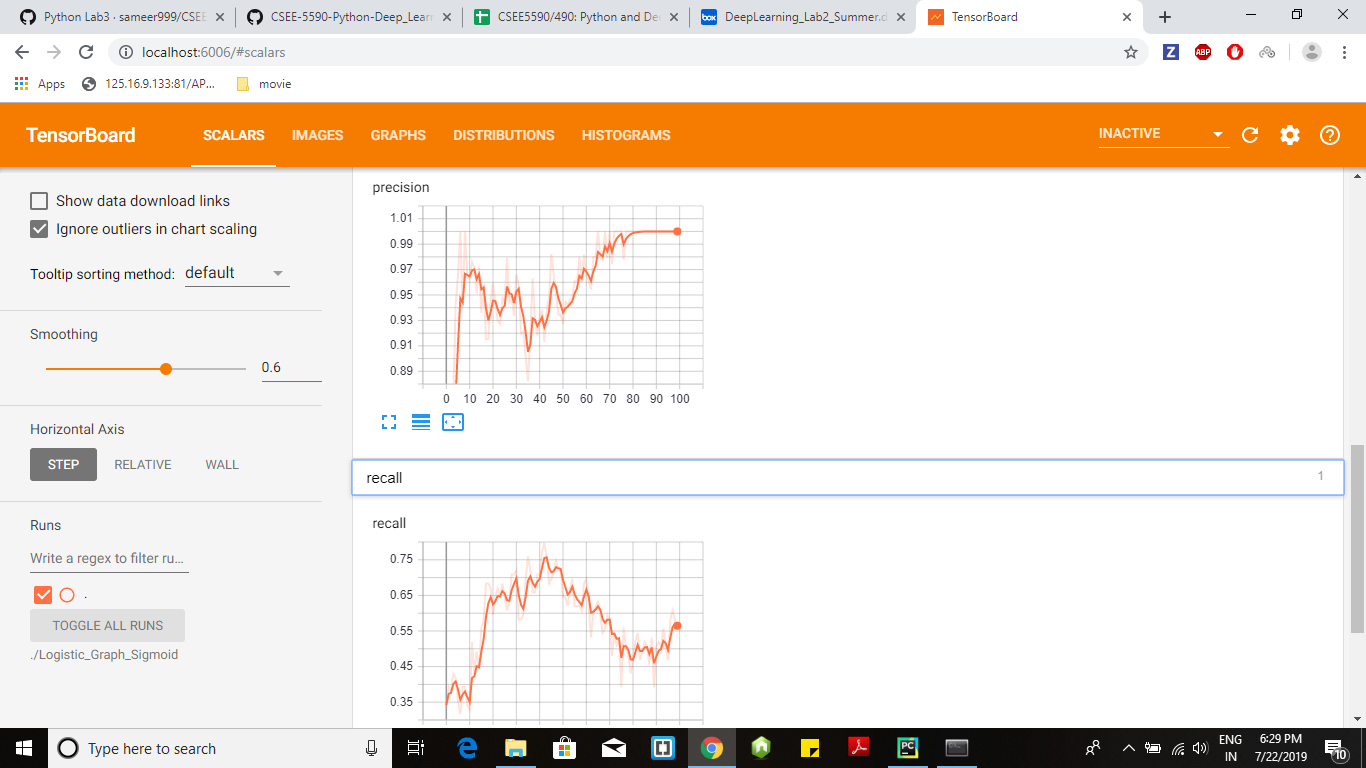 Python Lab3 · sameer999/CSEE
CSEE-5590-Python-Deep_Learn
CSEE5590/490: Python and De
DeepLearning_Lab2_Summer.d
TensorBoard
localhost:6006/#scalars
Apps
125.16.9.133:81/AP...
movie
TensorBoard
SCALARS
IMAGES
GRAPHS
DISTRIBUTIONS
HISTOGRAMS
INACTIVE
Show data download links
Ignore outliers in chart scaling
Tooltip sorting method: default
Smoothing
0.6
Horizontal Axis
STEP
RELATIVE
WALL
Runs
Write a regex to filter ru...
.
TOGGLE ALL RUNS
./Logistic_Graph_Sigmoid
precision
1.01
0.99
0.97
0.95
0.93
0.91
0.89
0 10 20 30 40 50 60 70 80 90 100
recall 1
recall
0.75
0.65
0.55
0.45
0.35
Type here to search
ENG
IN
6:29 PM
7/22/2019
10